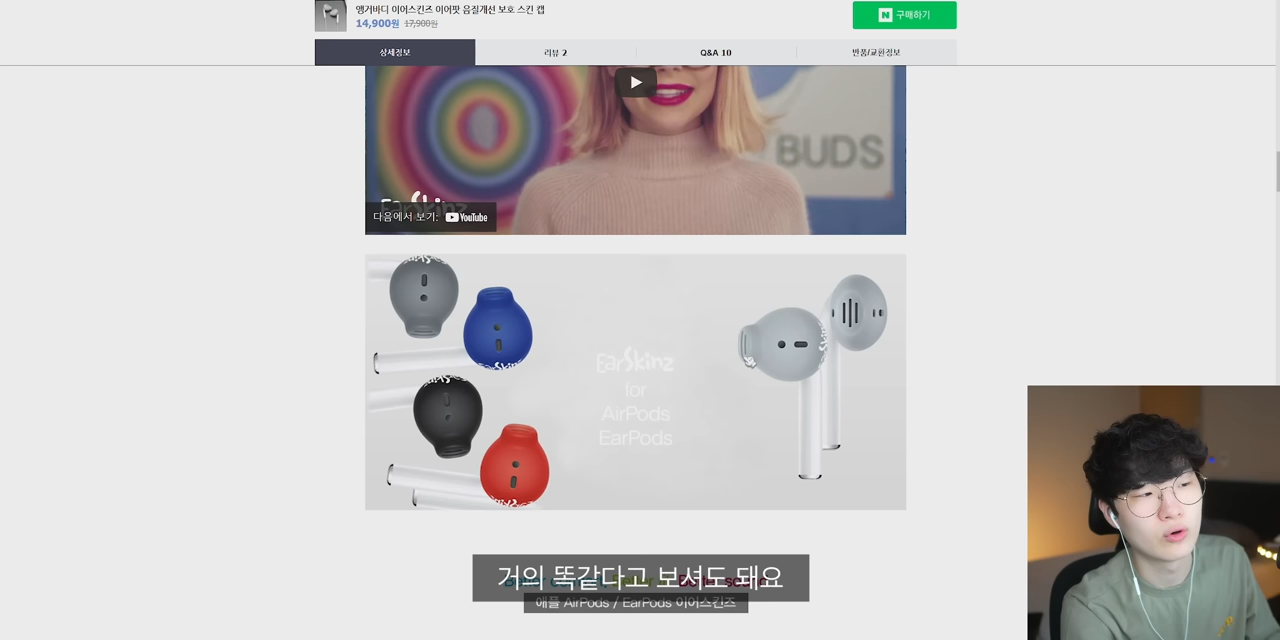 앵커바디 이어스킨즈 이어팟 음질개선 보호 스킨 캡
14,900원 17,900원
N 구매하기
상세정보
리뷰 2
Q&A 10
반품/교환정보
BUDS
EarSkinz
다음에서 보기: YouTube
EarSkinz
for
AirPods
EarPods
거의 똑같다고 보셔도 돼요
애플 AirPods / EarPods 이어스킨즈